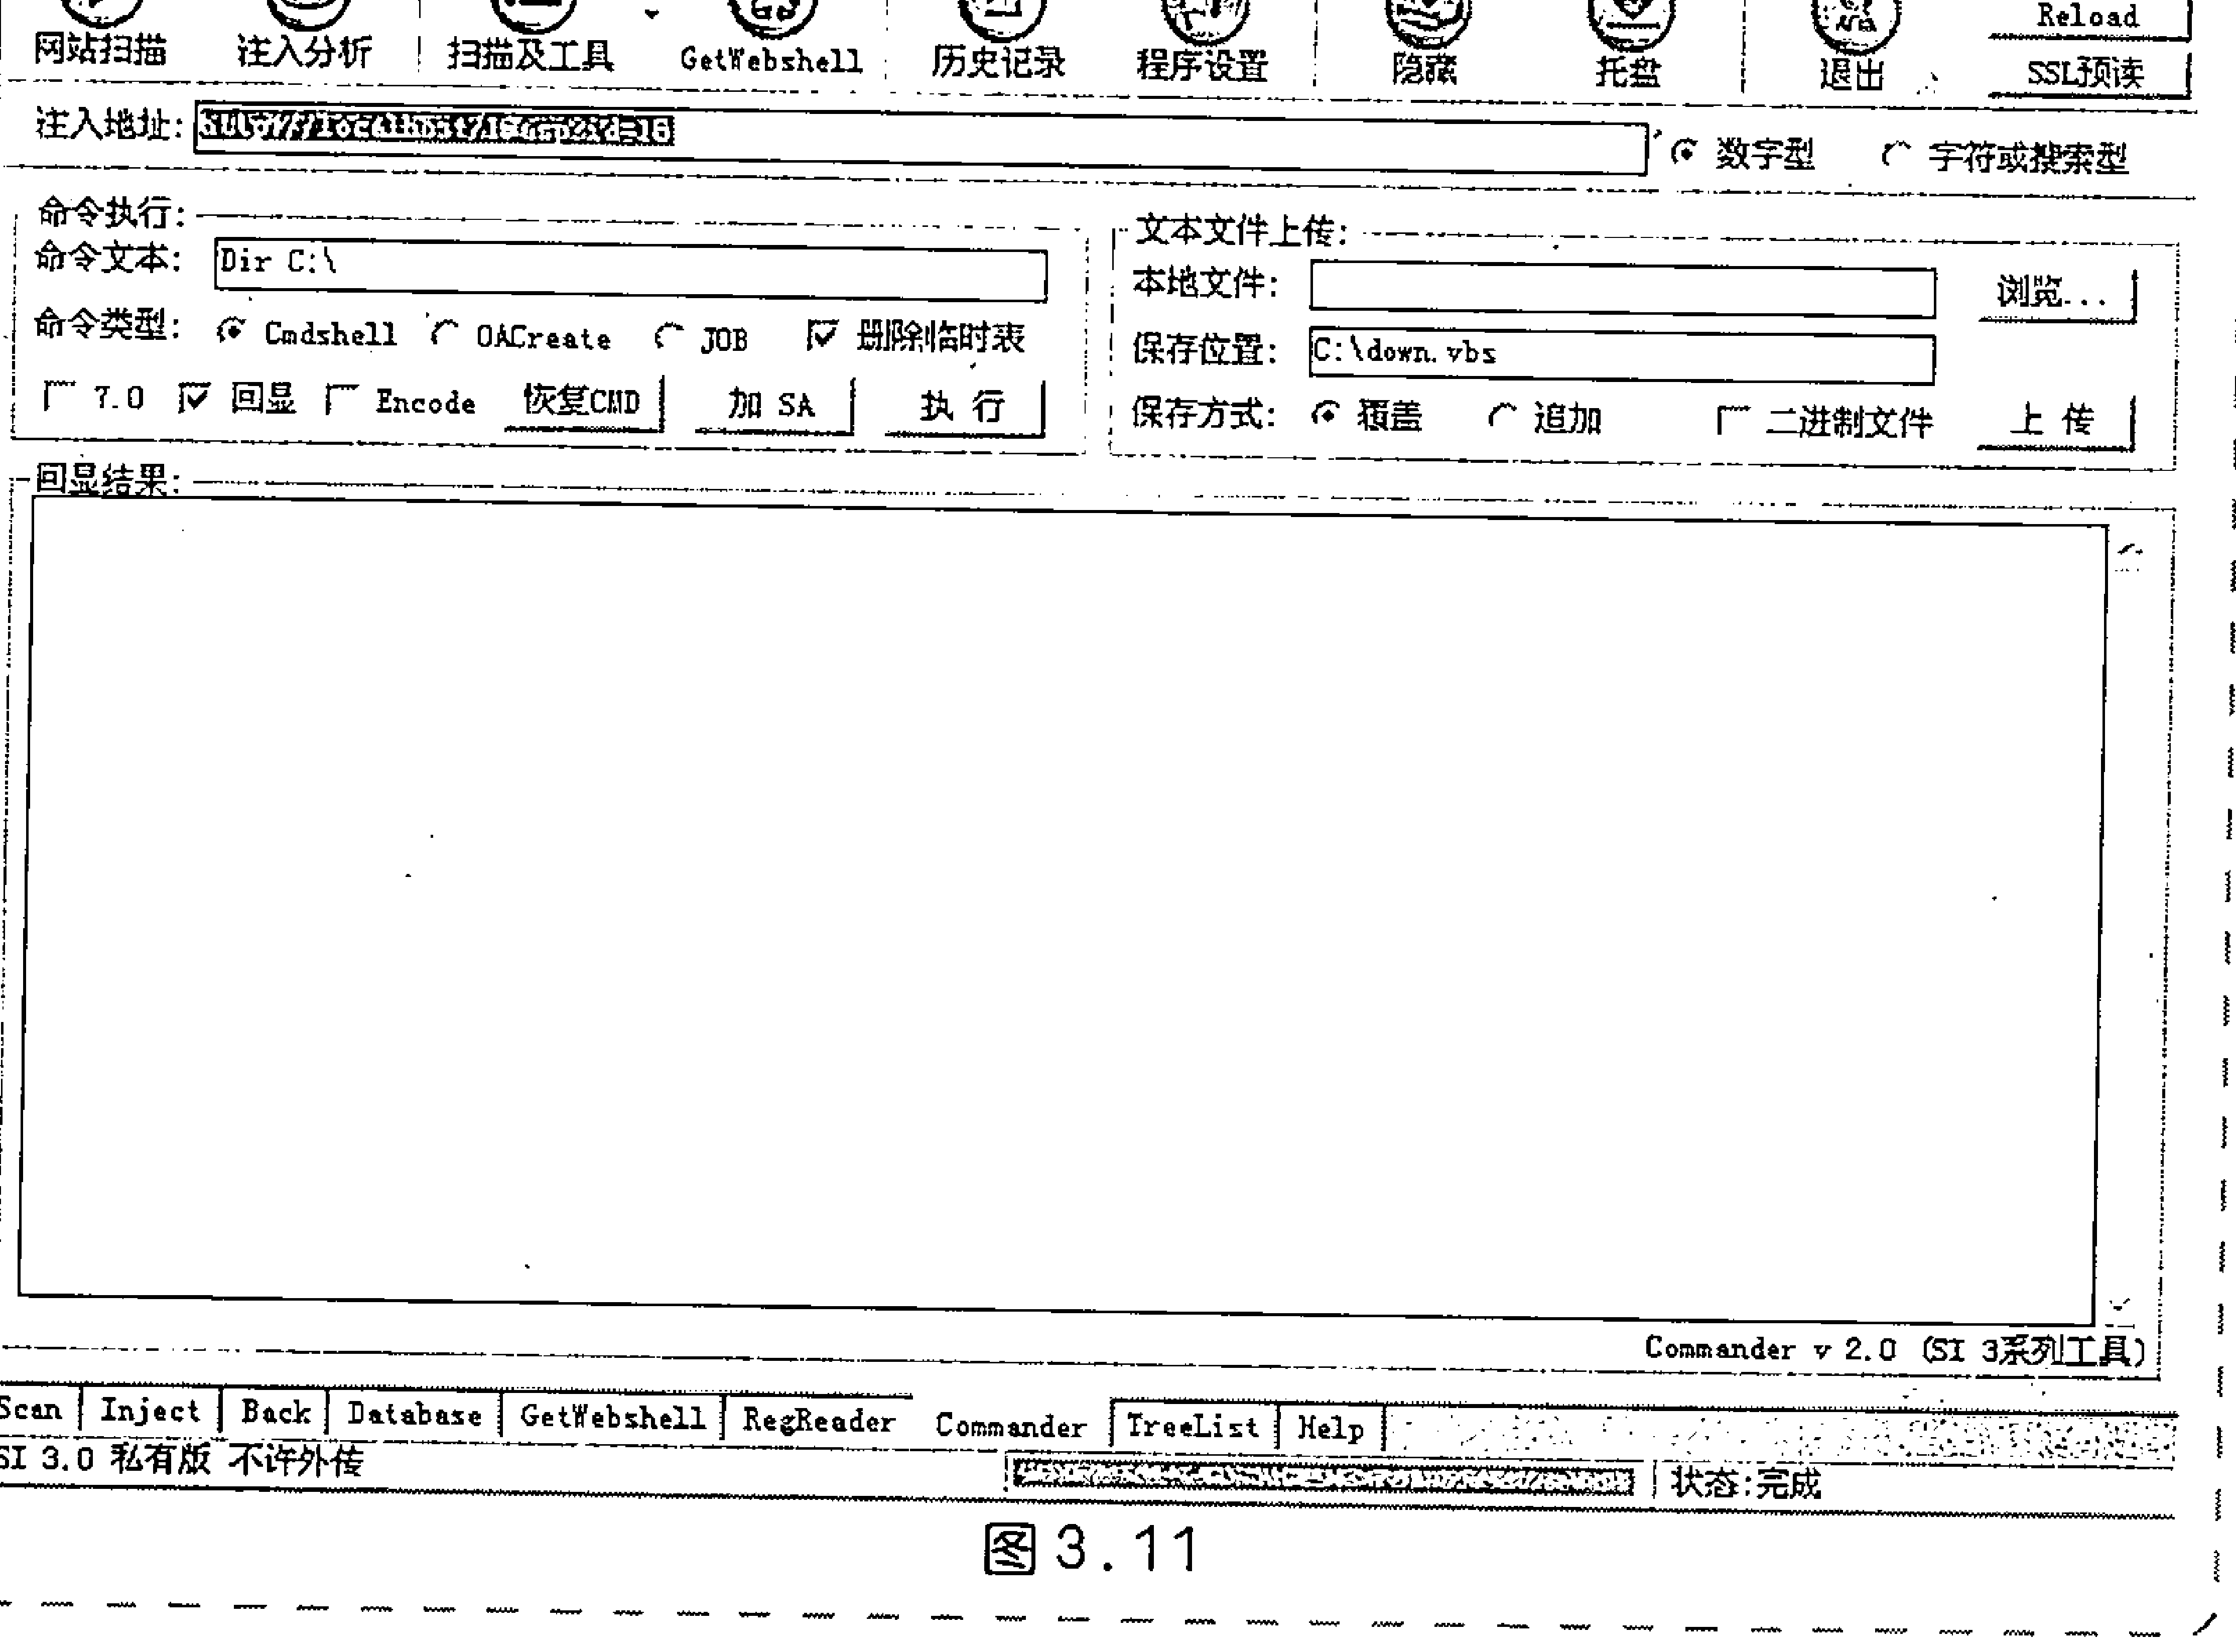 网站扫描 注入分析 扫描及工具 GetWebshell 历史记录 程序设置 隐藏 托盘 退出 Reload
SSL预读
注入地址: 数字型 字符或搜索型
命令执行:
命令文本: Dir C:\
命令类型: Cmdshell OACreate JOB 删除临时表
7.0 回显 Encode 恢复CMD 加 SA 执 行
文本文件上传:
本地文件: 浏览...
保存位置: C:\down.vbs
保存方式: 覆盖 追加 二进制文件 上 传
回显结果:
Commander v 2.0 (SI 3系列工具)
Scan Inject Back Database GetWebshell RegReader Commander TreeList Help
SI 3.0 私有版 不许外传 状态:完成
图3.11